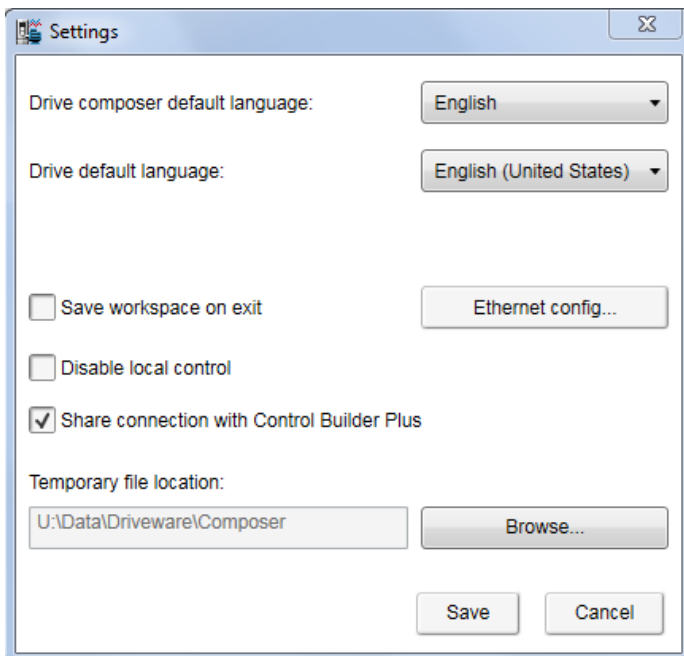 Settings
Drive composer default language: English
Drive default language: English (United States)
Save workspace on exit Ethernet config...
Disable local control
Share connection with Control Builder Plus
Temporary file location:
U:\Data\Driveware\Composer Browse...
Save Cancel